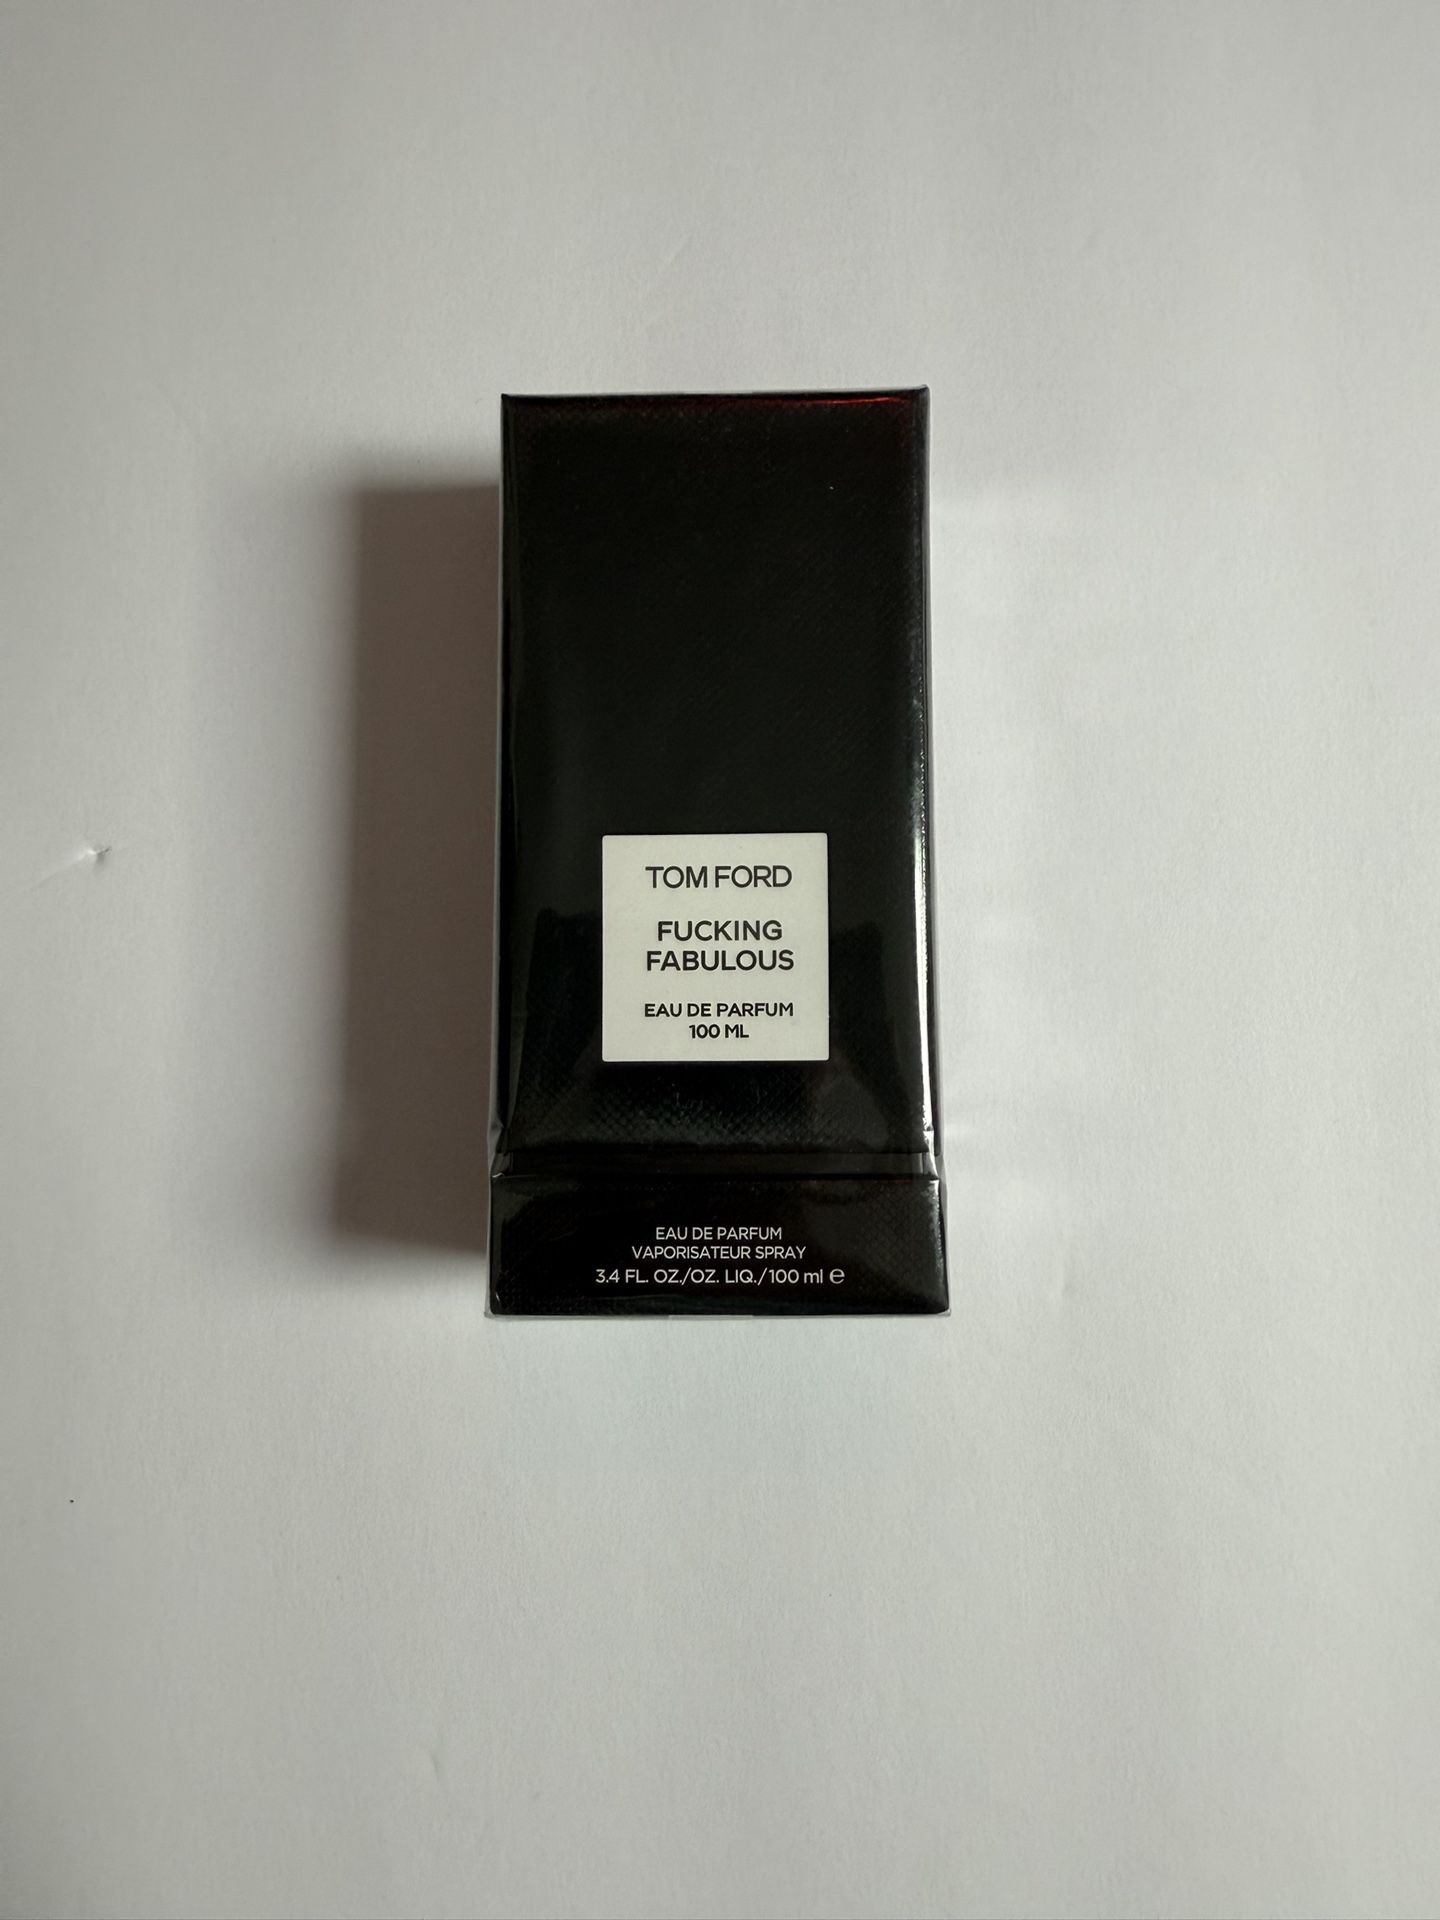 TOM FORD
FUCKING
FABULOUS
EAU DE PARFUM
100 ML
EAU DE PARFUM
VAPORISATEUR SPRAY
3.4 FL. OZ./OZ. LIQ./100 ml ℮